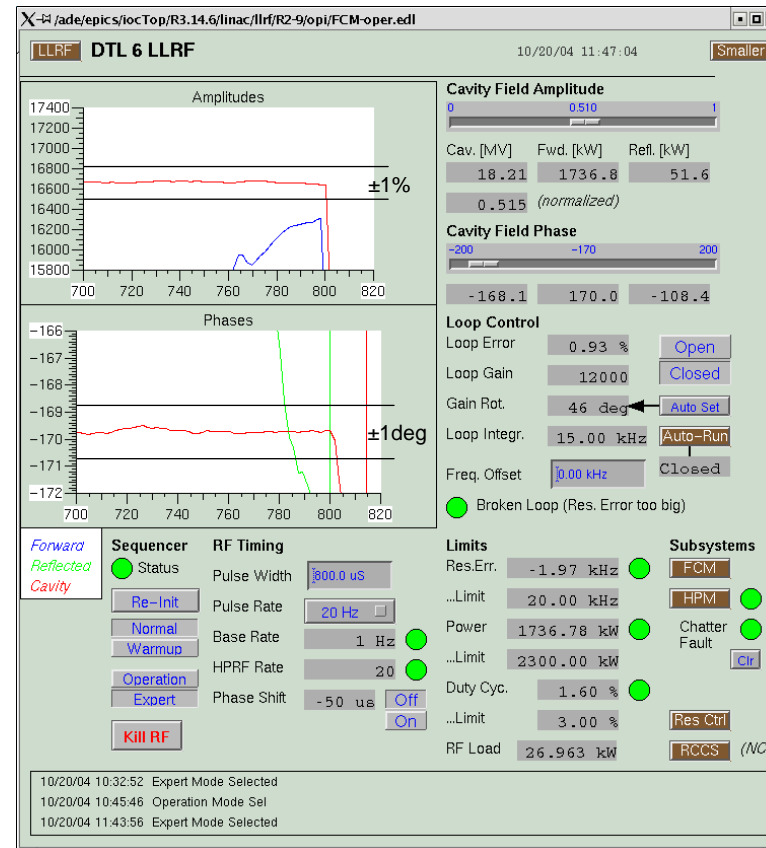 X-⋈ /ade/epics/iocTop/R3.14.6/linac/llrf/R2-9/opi/FCM-oper.edl
LLRF DTL 6 LLRF 10/20/04 11:47:04 Smaller
Amplitudes
17400
17200
17000
16800
16600
16400
16200
16000
15800
±1%
700 720 740 760 780 800 820
Phases
-166
-167
-168
-169
-170
-171
-172
±1deg
700 720 740 760 780 800 820
Cavity Field Amplitude
0 0.510 1
Cav. [MV] Fwd. [kW] Refl. [kW]
18.21 1736.8 51.6
0.515 (normalized)
Cavity Field Phase
-200 -170 200
-168.1 170.0 -108.4
Loop Control
Loop Error 0.93 % Open
Loop Gain 12000 Closed
Gain Rot. 46 deg Auto Set
Loop Integr. 15.00 kHz Auto-Run
Freq. Offset 0.00 kHz Closed
Broken Loop (Res. Error too big)
Forward
Reflected
Cavity
Sequencer
Status
Re-Init
Normal
Warmup
Operation
Expert
Kill RF
RF Timing
Pulse Width 800.0 uS
Pulse Rate 20 Hz
Base Rate 1 Hz
HPRF Rate 20
Phase Shift -50 us Off
On
Limits
Res.Err. -1.97 kHz
...Limit 20.00 kHz
Power 1736.78 kW
...Limit 2300.00 kW
Duty Cyc. 1.60 %
...Limit 3.00 %
RF Load 26.963 kW
Subsystems
FCM
HPM
Chatter
Fault
Clr
Res Ctrl
RCCS (NO
10/20/04 10:32:52 Expert Mode Selected
10/20/04 10:45:46 Operation Mode Sel
10/20/04 11:43:56 Expert Mode Selected